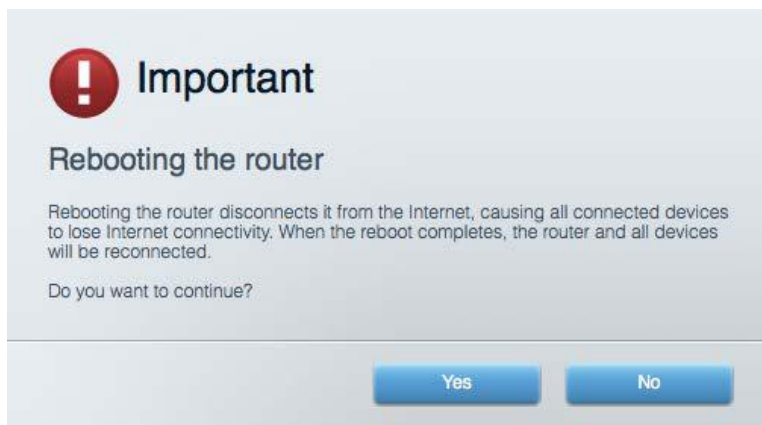 Important
Rebooting the router
Rebooting the router disconnects it from the Internet, causing all connected devices
to lose Internet connectivity. When the reboot completes, the router and all devices
will be reconnected.
Do you want to continue?
Yes No